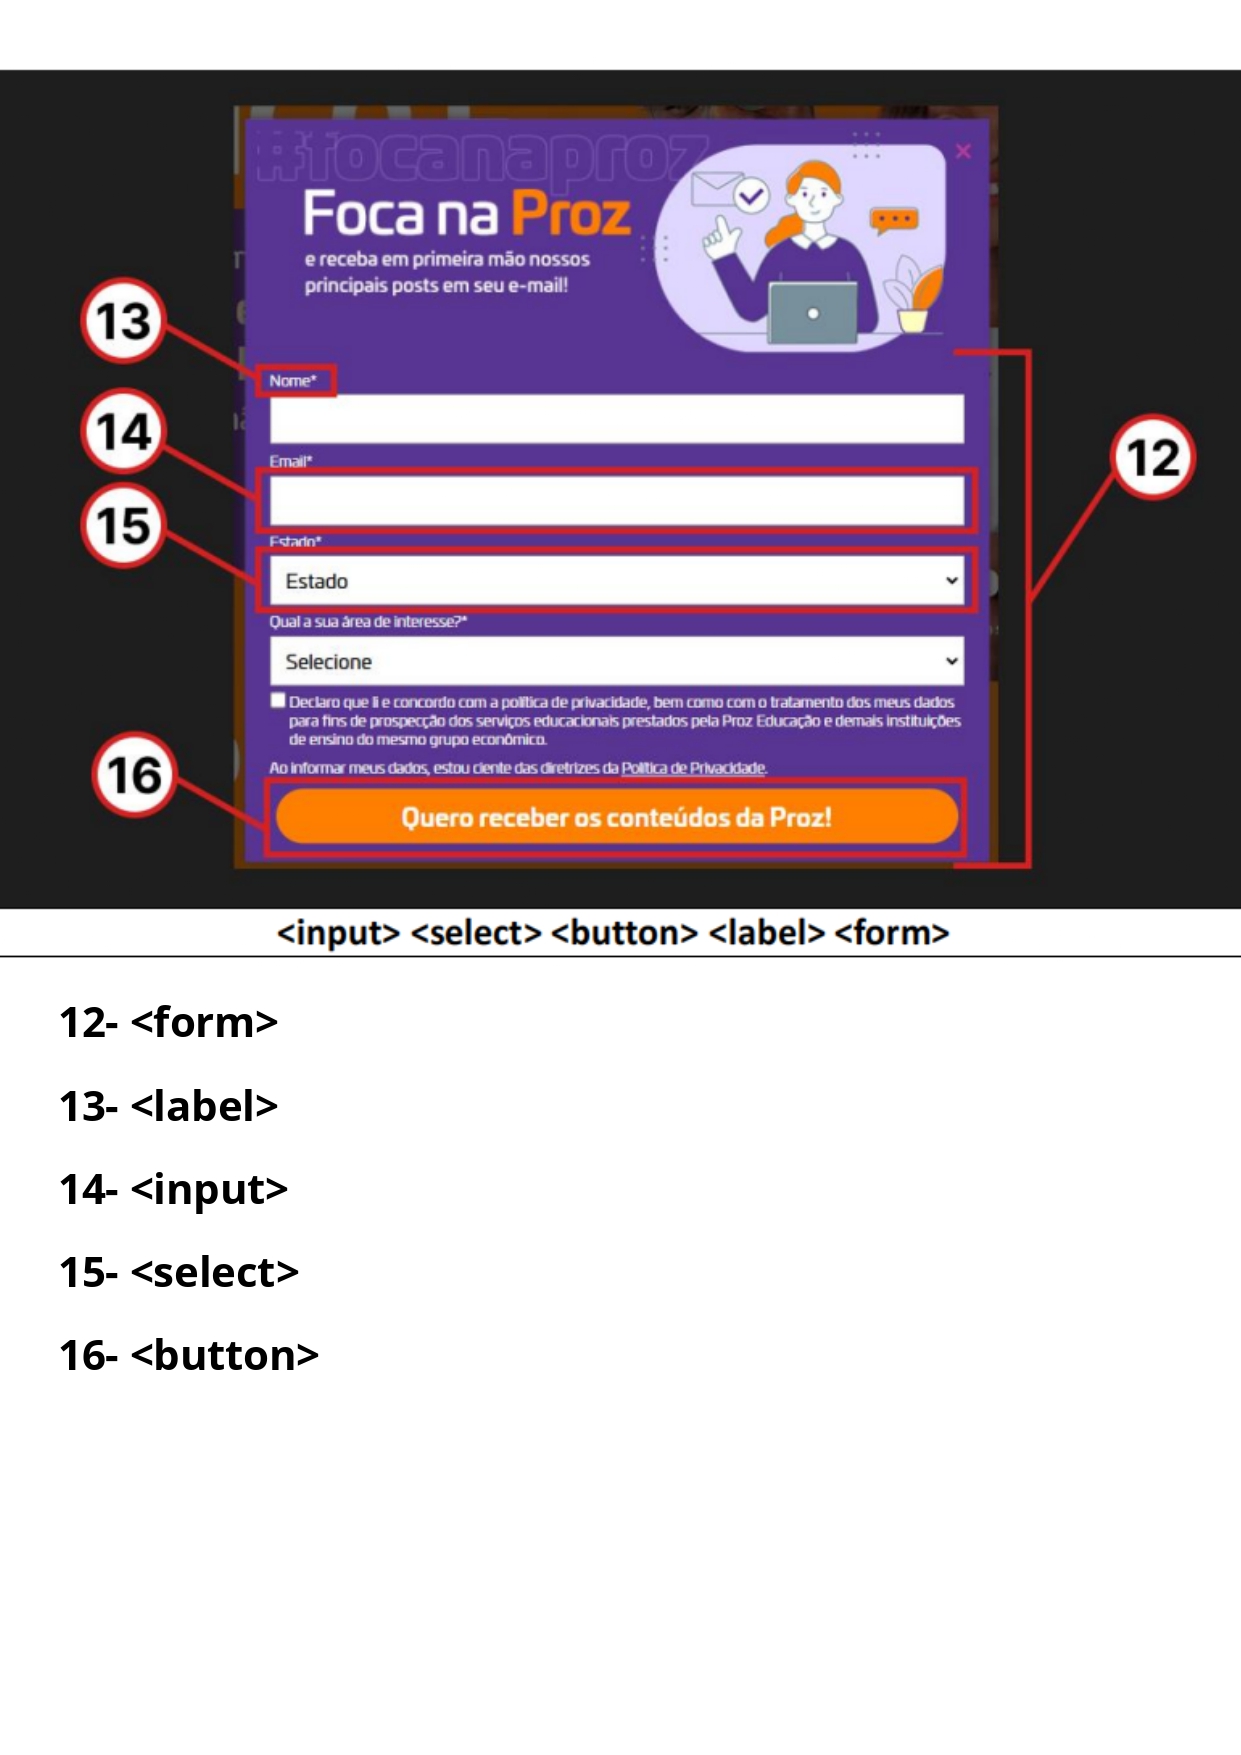 #focanaproz
Foca na Proz
e receba em primeira mão nossos
principais posts em seu e-mail!
×
13
Nome*
14
Email*
12
15
Estado*
Estado
Qual a sua área de interesse?*
Selecione
Declaro que li e concordo com a política de privacidade, bem como com o tratamento dos meus dados
para fins de prospecção dos serviços educacionais prestados pela Proz Educação e demais instituições
de ensino do mesmo grupo econômico.
Ao informar meus dados, estou ciente das diretrizes da Política de Privacidade.
16
Quero receber os conteúdos da Proz!
<input> <select> <button> <label> <form>
12- <form>
13- <label>
14- <input>
15- <select>
16- <button>